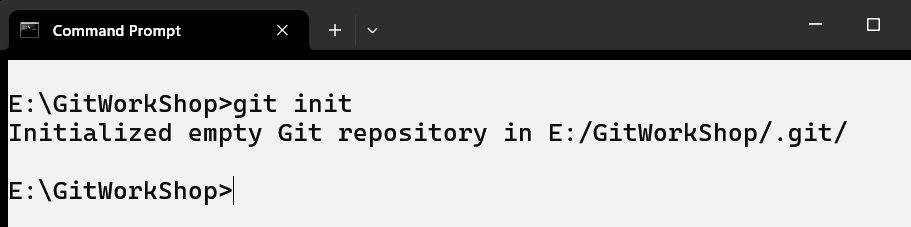 Command Prompt
E:\GitWorkShop>git init
Initialized empty Git repository in E:/GitWorkShop/.git/
E:\GitWorkShop>